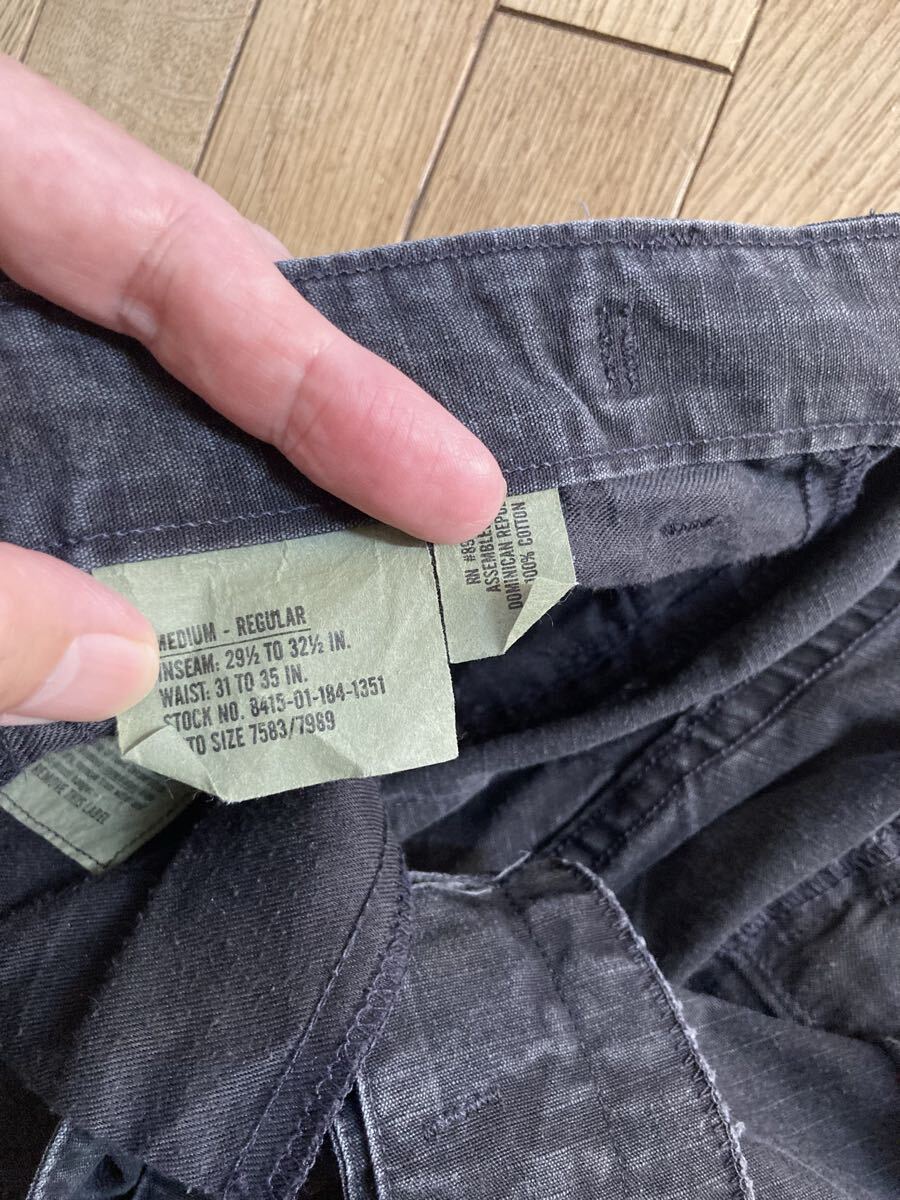 MEDIUM - REGULAR
INSEAM: 29½ TO 32½ IN.
WAIST: 31 TO 35 IN.
STOCK NO. 8415-01-184-1351
TO SIZE 7583/7989
RN #89
ASSEMBLE
DOMINICAN REPU
100% COTTON
REMOVE THIS LABEL